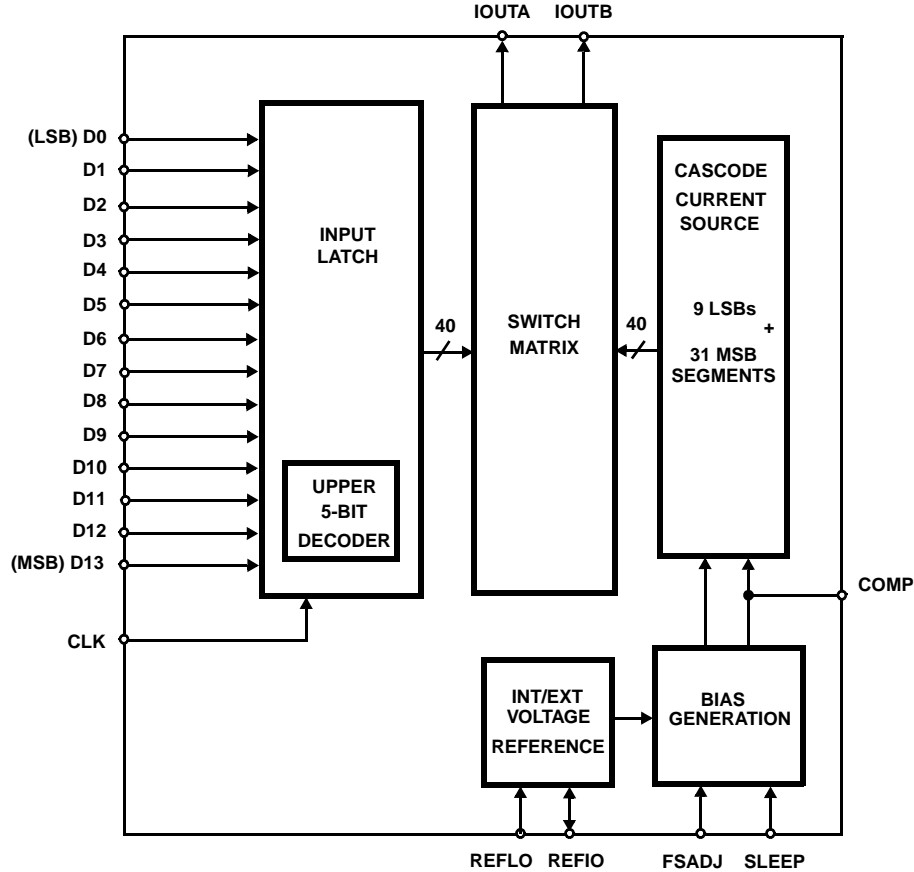 IOUTA IOUTB
(LSB) D0
D1
D2
D3
D4
D5
D6
D7
D8
D9
D10
D11
D12
(MSB) D13
CLK
INPUT
LATCH
UPPER
5-BIT
DECODER
40
SWITCH
MATRIX
40
CASCODE
CURRENT
SOURCE
9 LSBs
+
31 MSB
SEGMENTS
COMP
INT/EXT
VOLTAGE
REFERENCE
BIAS
GENERATION
REFLO REFIO FSADJ SLEEP